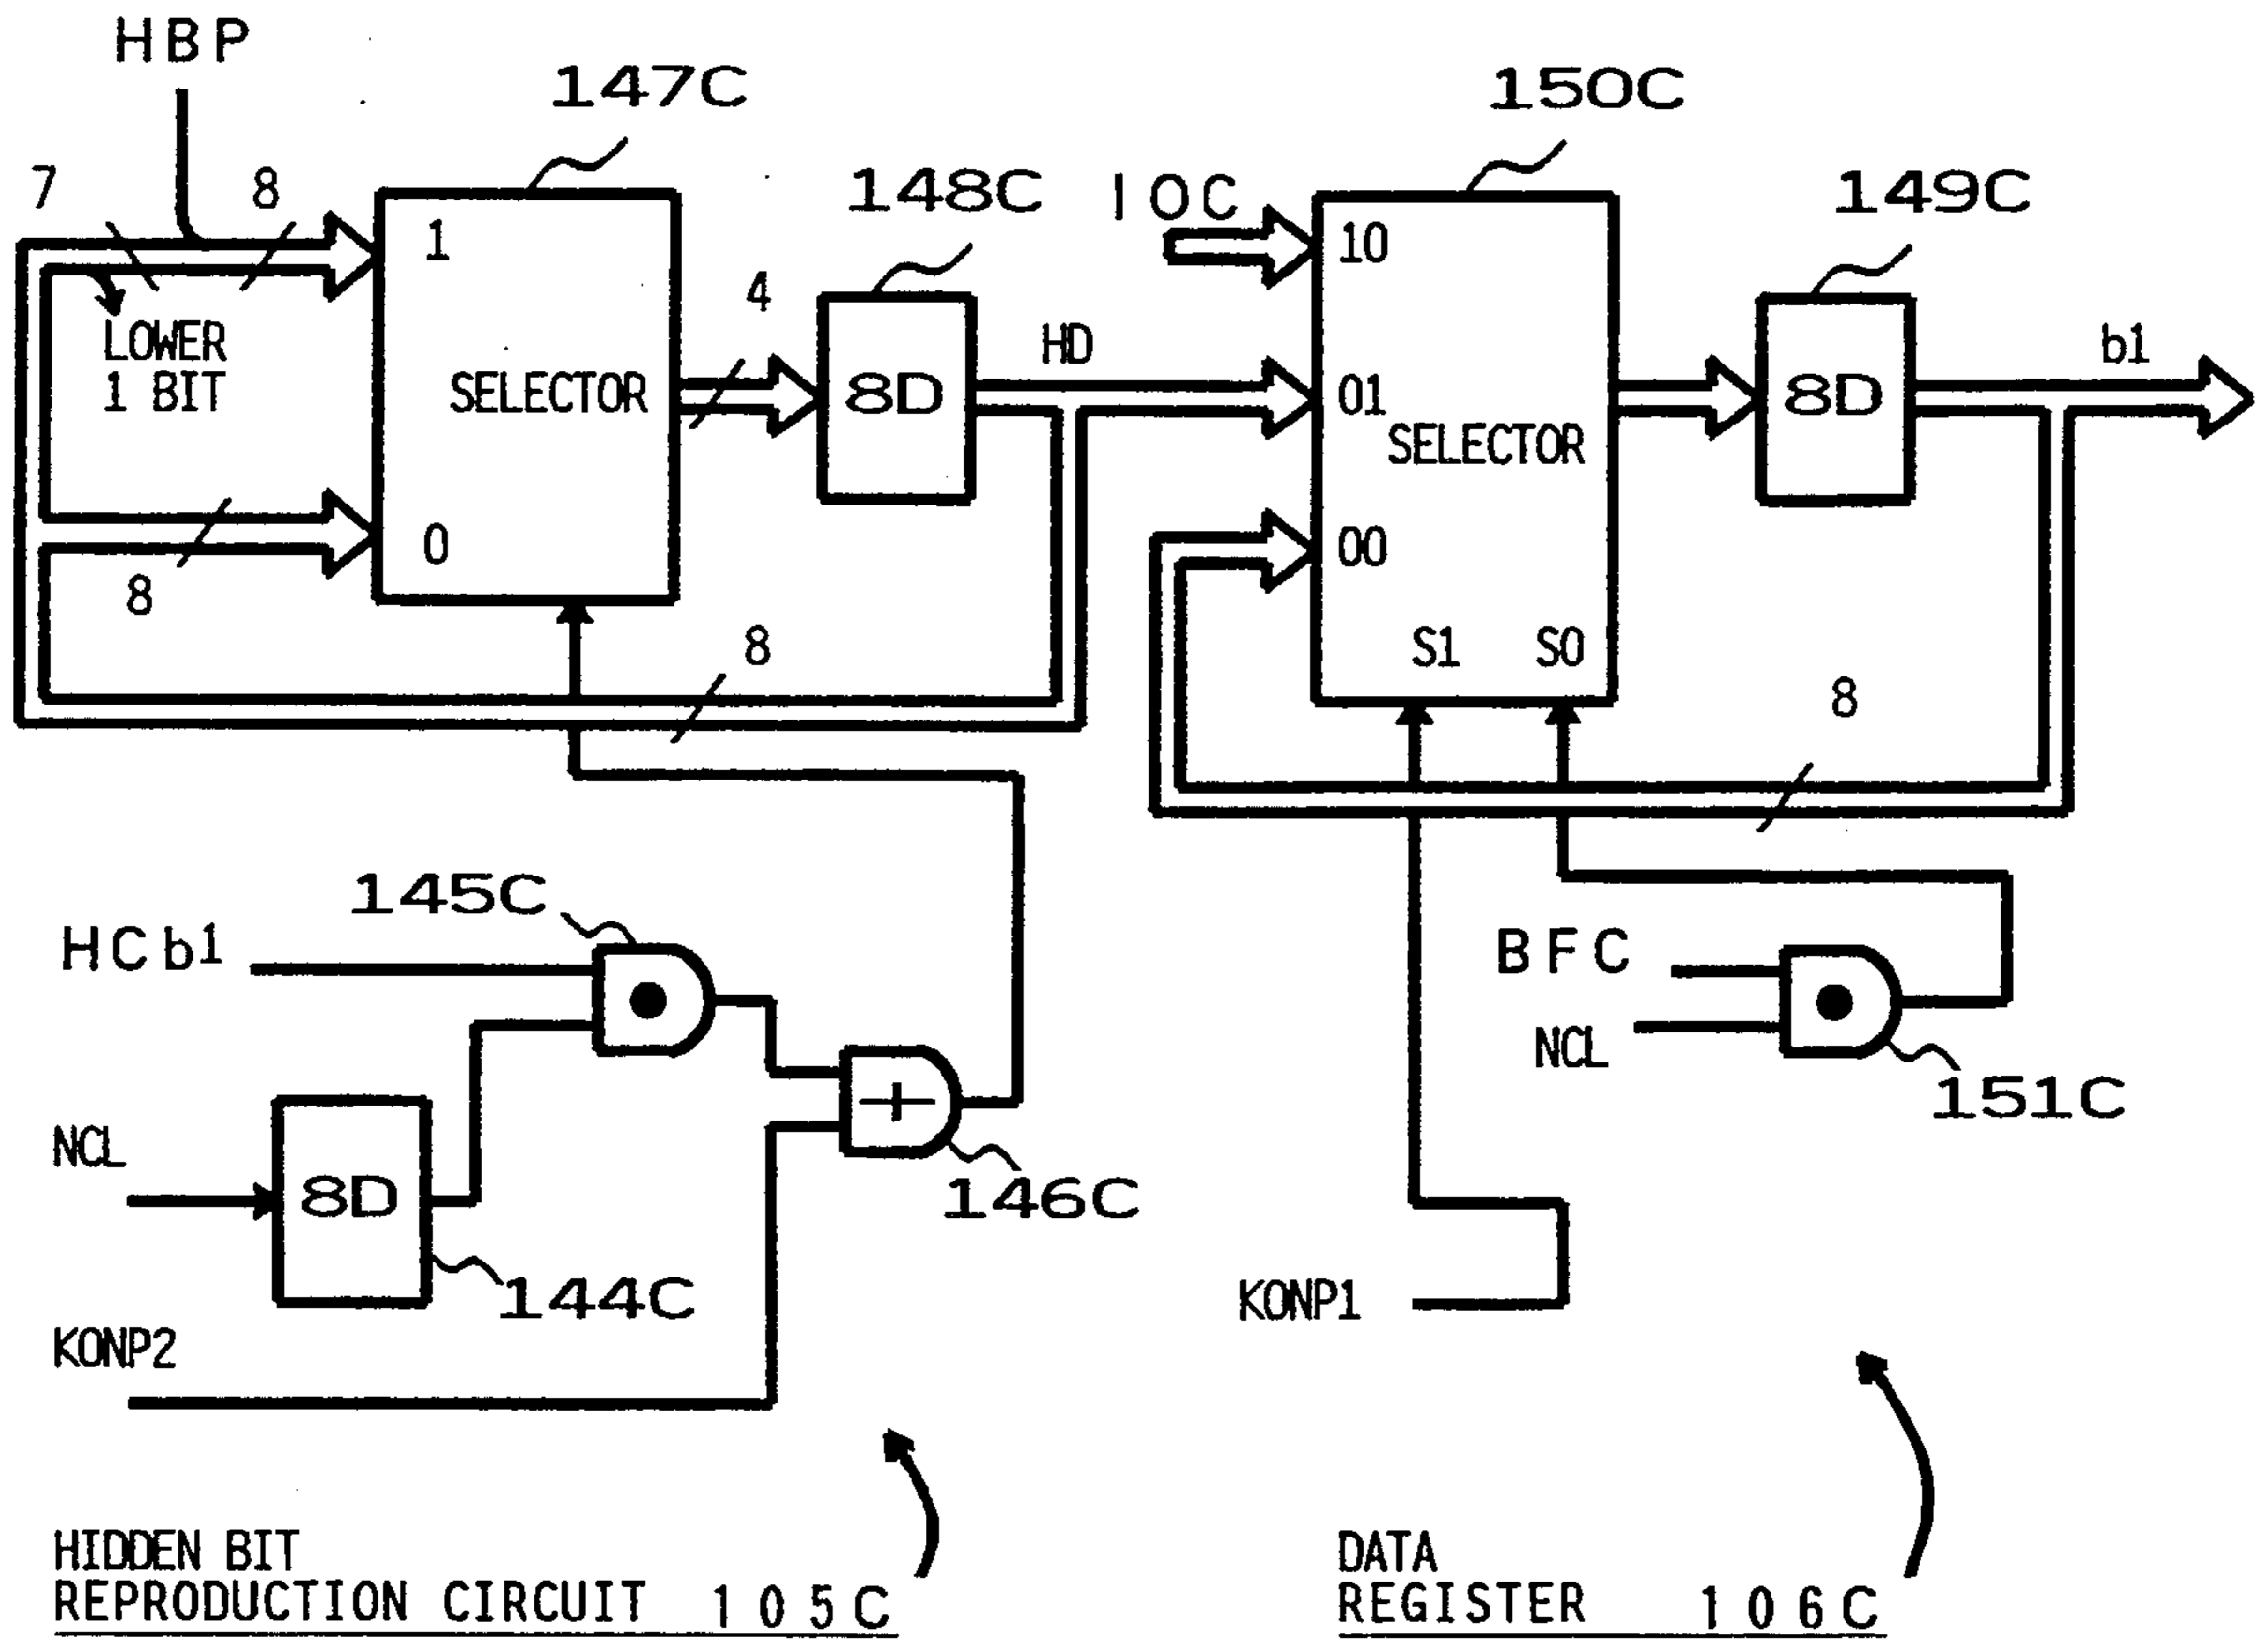 HBP
147C
150C
7
8
148C
IOC
149C
1
10
4
LOWER
1 BIT
HD
b1
SELECTOR
8D
01
SELECTOR
8D
0
00
8
8
S1
S0
8
145C
HCb1
BFC
NCL
151C
NCL
8D
146C
144C
KONP2
KONP1
HIDDEN BIT
REPRODUCTION CIRCUIT 105C
DATA
REGISTER 106C